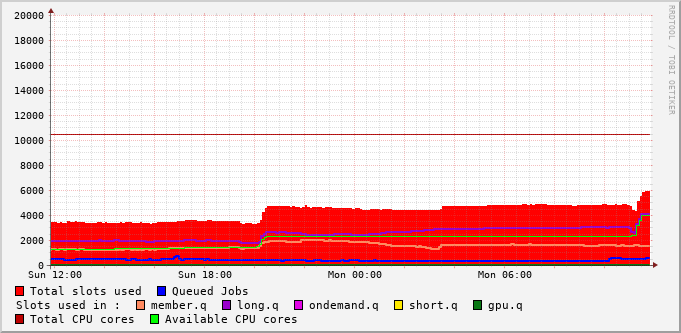 RRDTOOL / TOBI OETIKER
20000
18000
16000
14000
12000
10000
8000
6000
4000
2000
0
Sun 12:00 Sun 18:00 Mon 00:00 Mon 06:00
Total slots used Queued Jobs
Slots used in : member.q long.q ondemand.q short.q gpu.q
Total CPU cores Available CPU cores